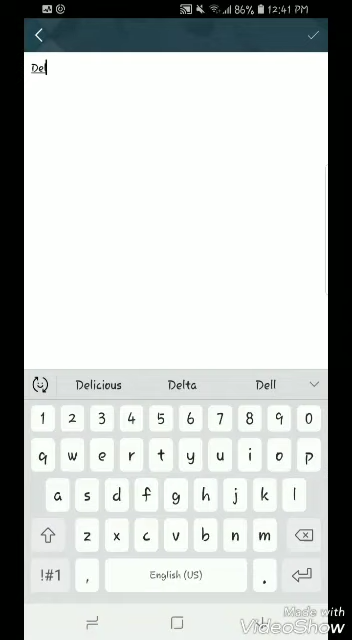 86% 12:41 PM
Del
Delicious Delta Dell
1 2 3 4 5 6 7 8 9 0
q w e r t y u i o p
a s d f g h j k l
z x c v b n m
!#1 , English (US) .
Made with
VideoShow